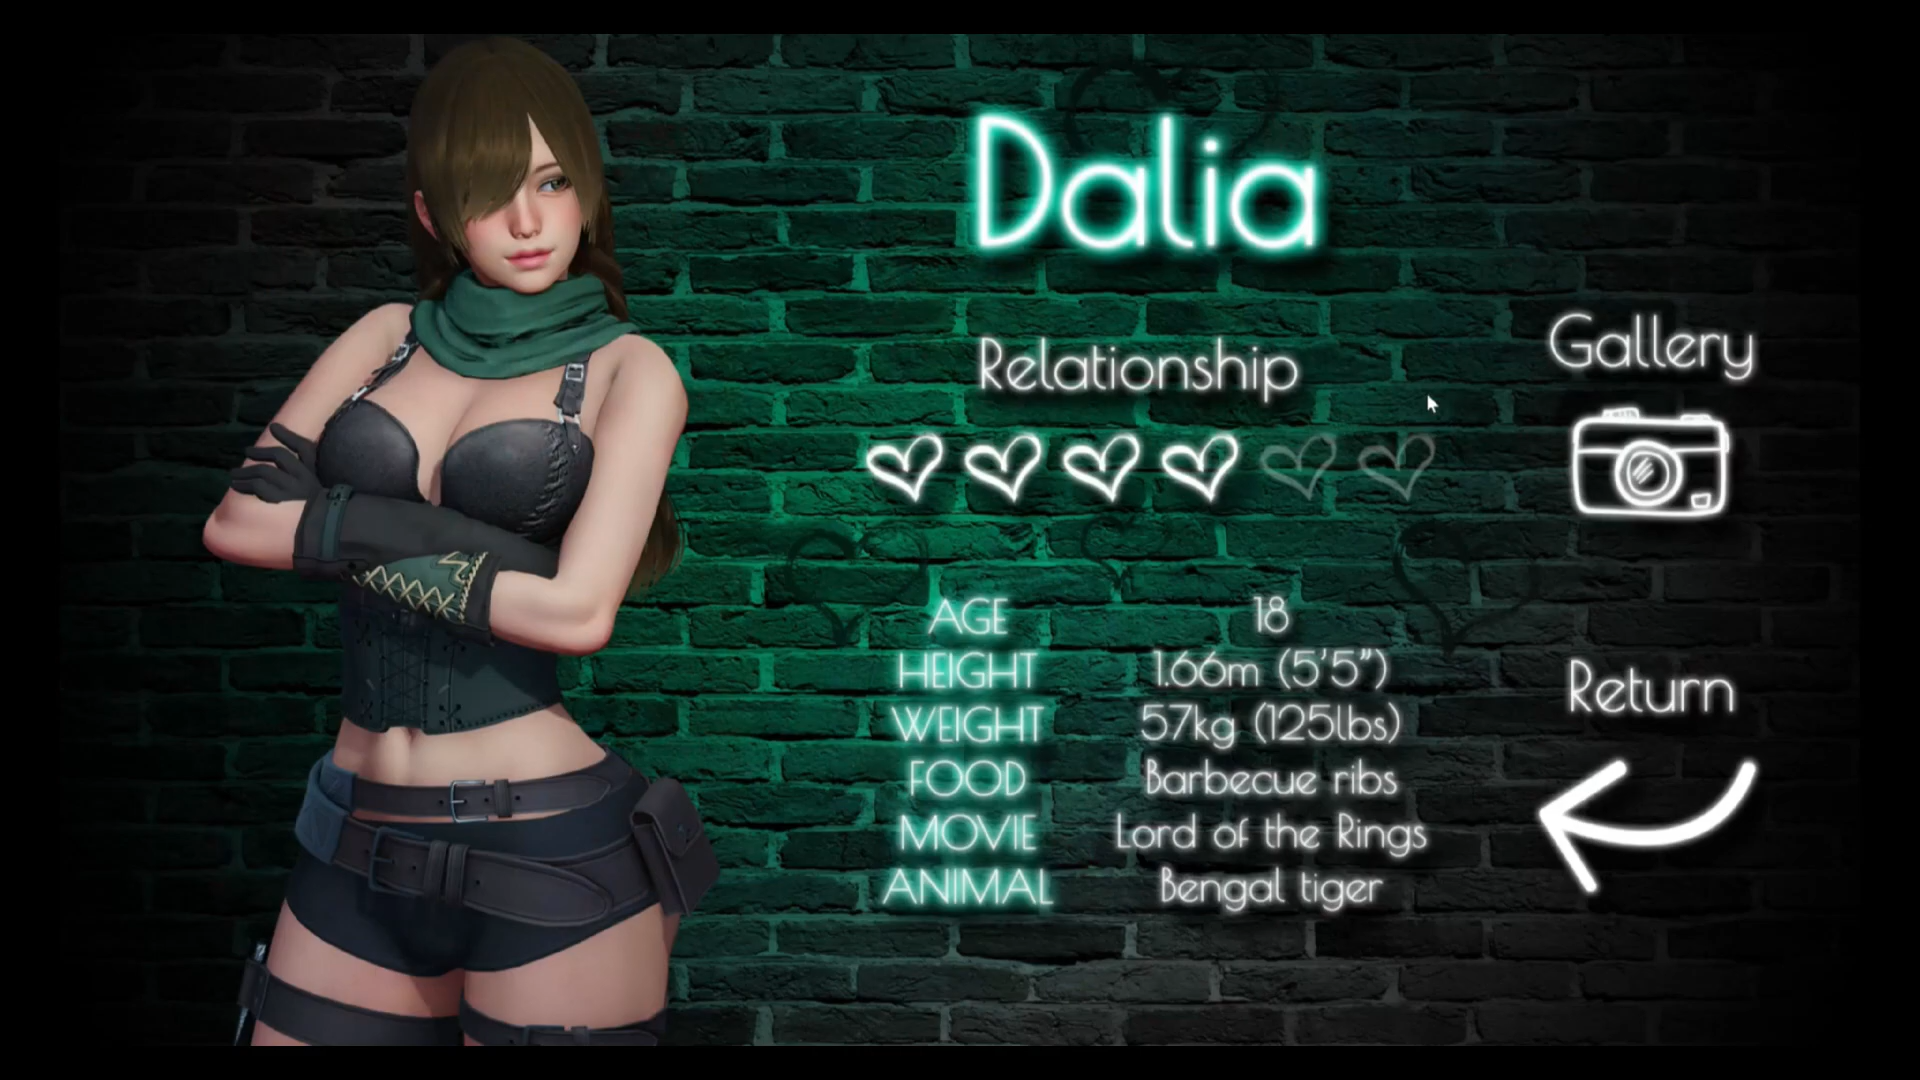 Dalia
Relationship
Gallery
AGE 18
HEIGHT 1.66m (5'5")
WEIGHT 57kg (125lbs)
FOOD Barbecue ribs
MOVIE Lord of the Rings
ANIMAL Bengal tiger
Return